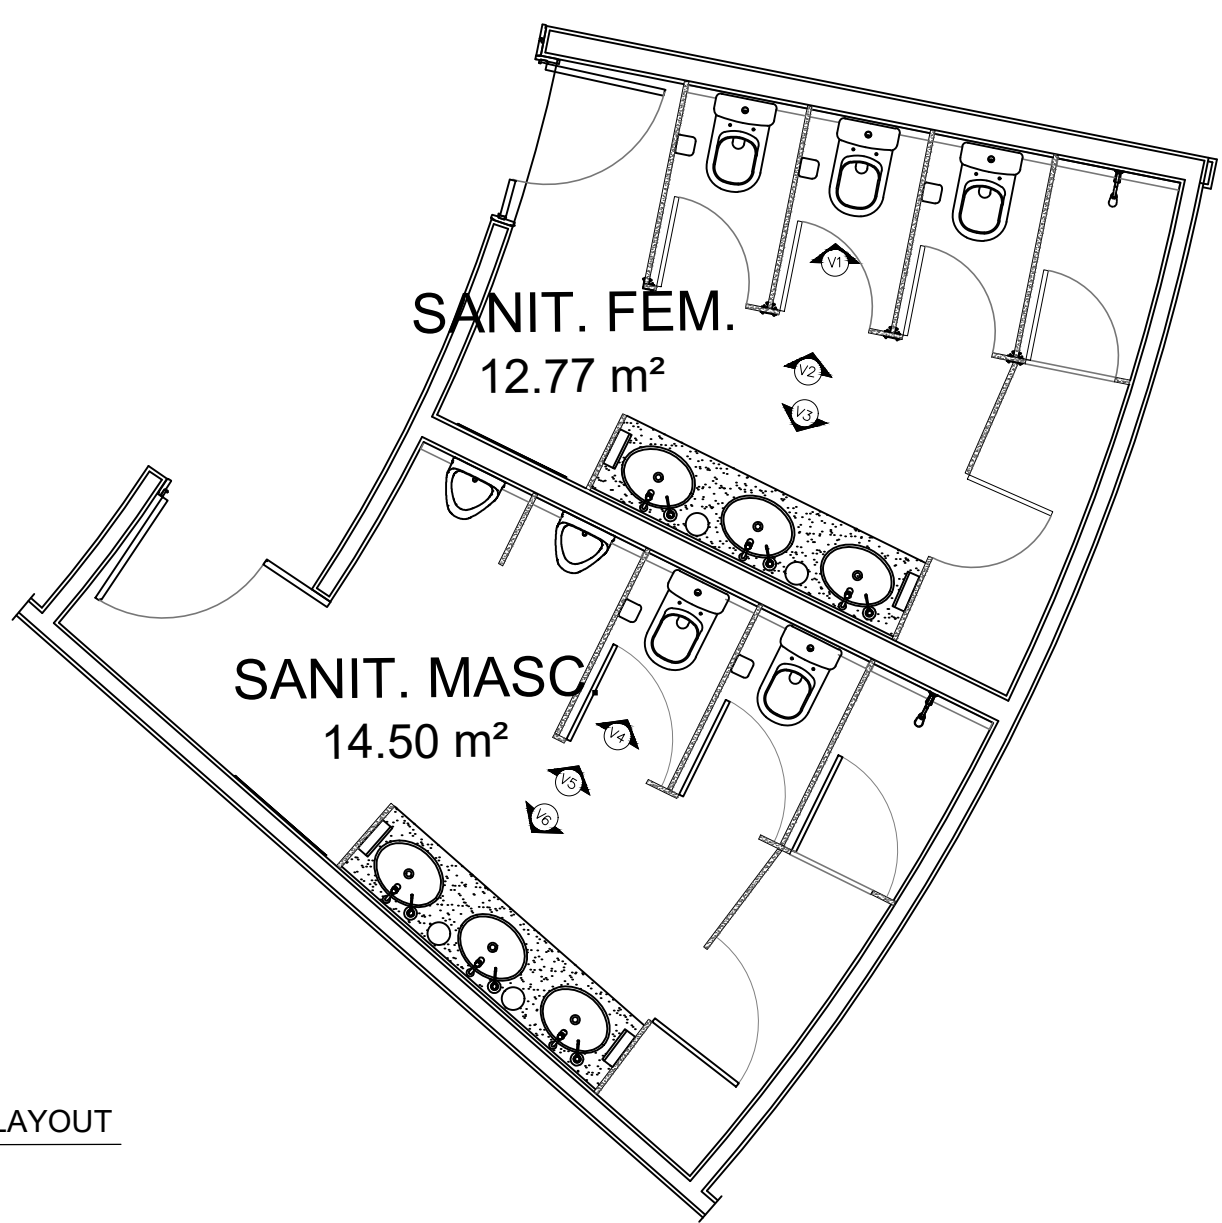 V1
SANIT. FEM.
12.77 m²
V2
V3
SANIT. MASC.
14.50 m²
V4
V5
V6
LAYOUT